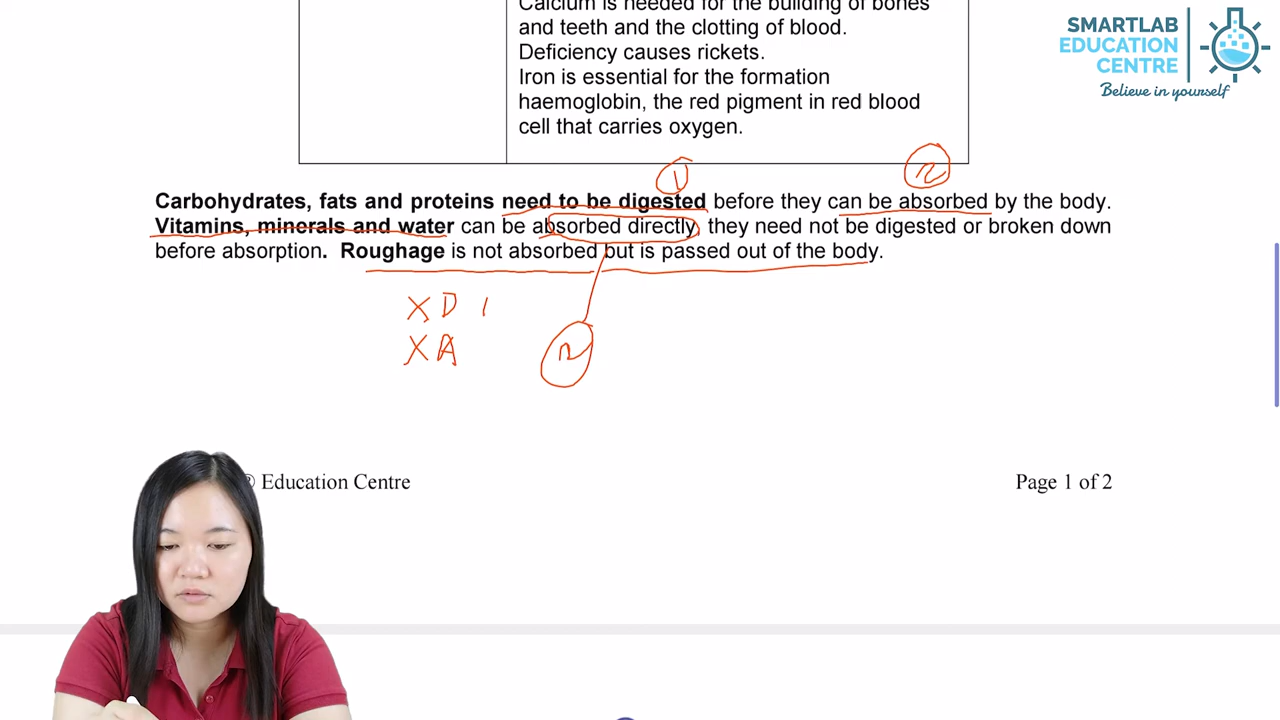 Calcium is needed for the building of bones
and teeth and the clotting of blood.
Deficiency causes rickets.
Iron is essential for the formation
haemoglobin, the red pigment in red blood
cell that carries oxygen.
SMARTLAB
EDUCATION
CENTRE
Believe in yourself
1
2
Carbohydrates, fats and proteins need to be digested before they can be absorbed by the body.
Vitamins, minerals and water can be absorbed directly, they need not be digested or broken down
before absorption. Roughage is not absorbed but is passed out of the body.
X D
X A
2
® Education Centre
Page 1 of 2